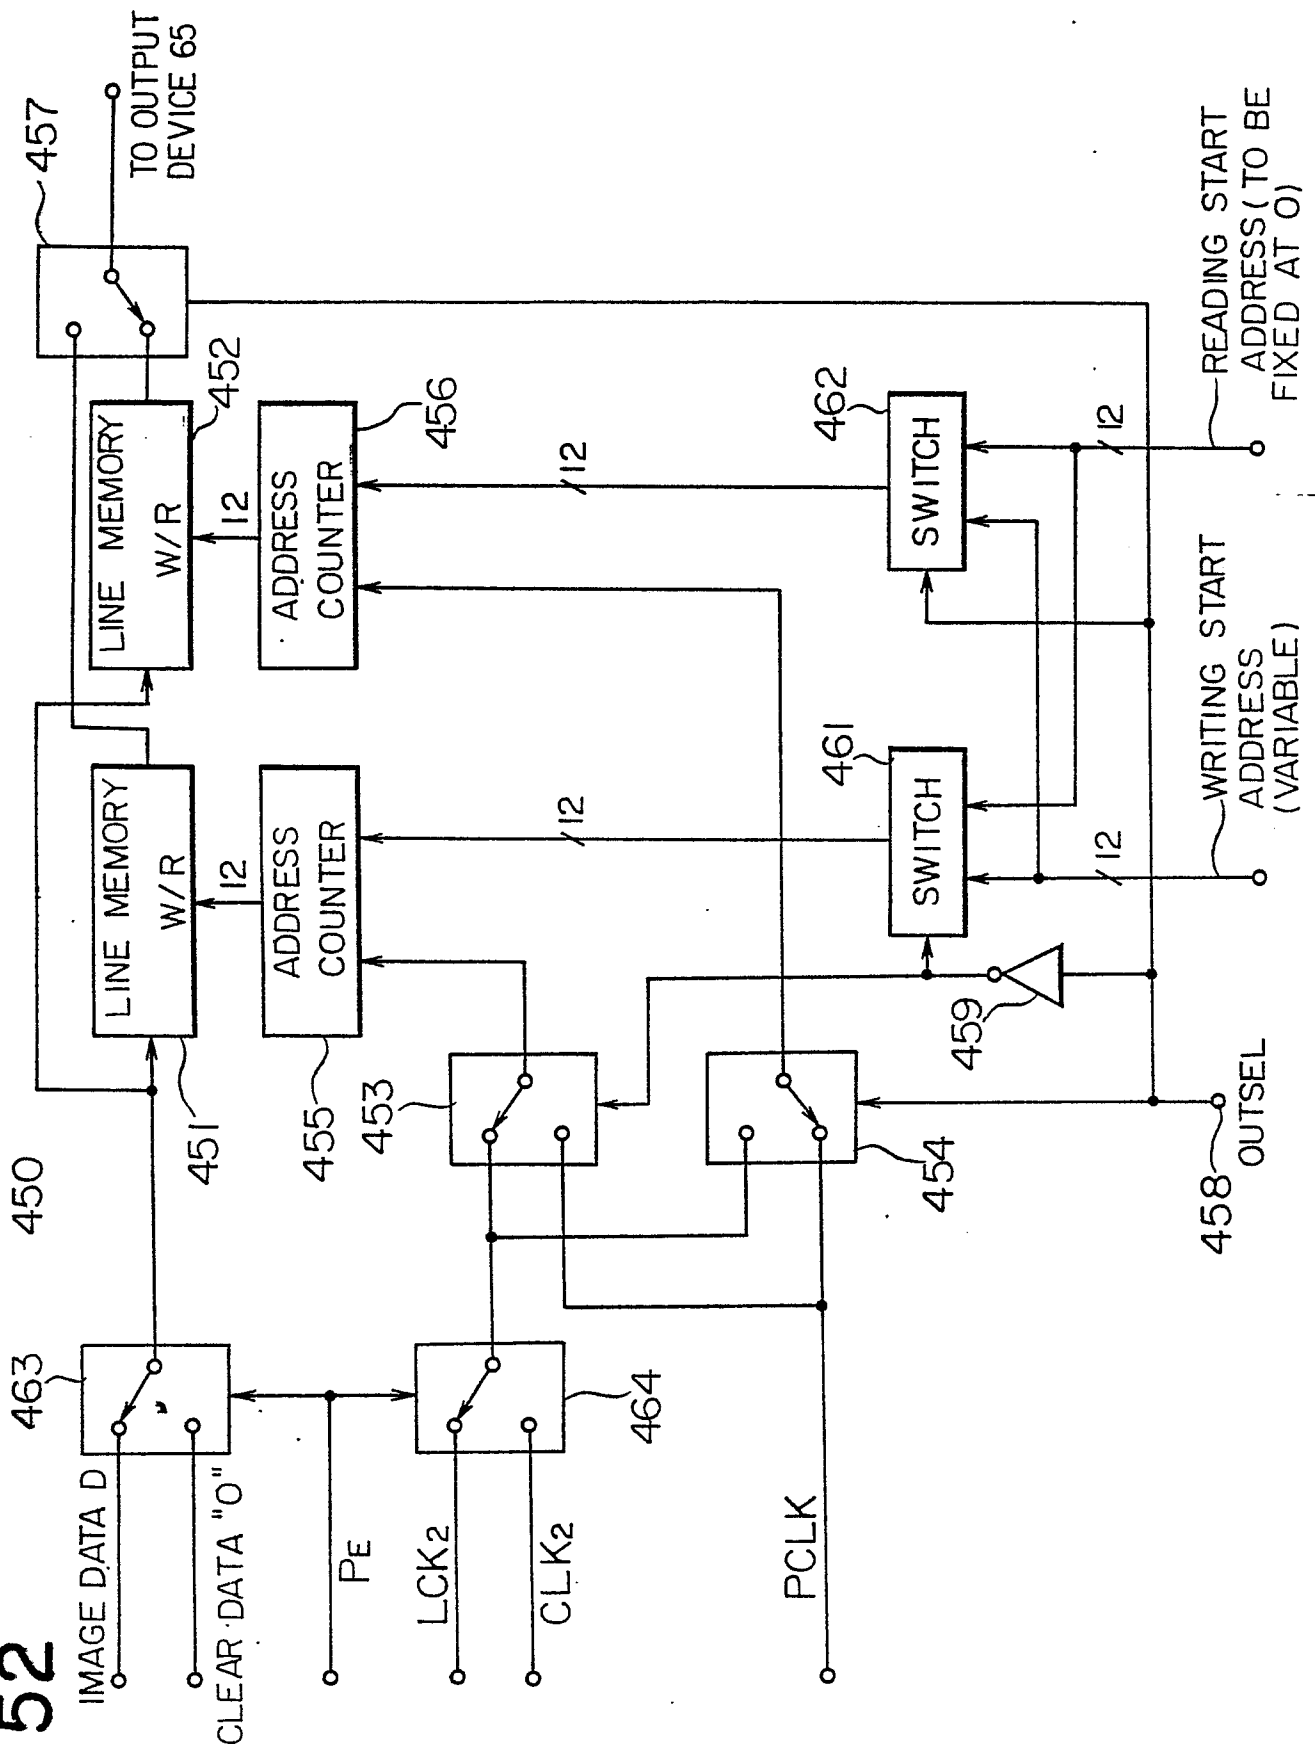 52
450
463
IMAGE DATA D
CLEAR DATA "0"
PE
LCK2
CLK2
464
PCLK
451
LINE MEMORY
W/R
12
ADDRESS
COUNTER
455
453
454
LINE MEMORY
W/R
452
12
ADDRESS
COUNTER
456
457
TO OUTPUT
DEVICE 65
12
12
461
SWITCH
462
SWITCH
459
458
OUTSEL
12
WRITING START
ADDRESS
(VARIABLE)
12
READING START
ADDRESS (TO BE
FIXED AT 0)